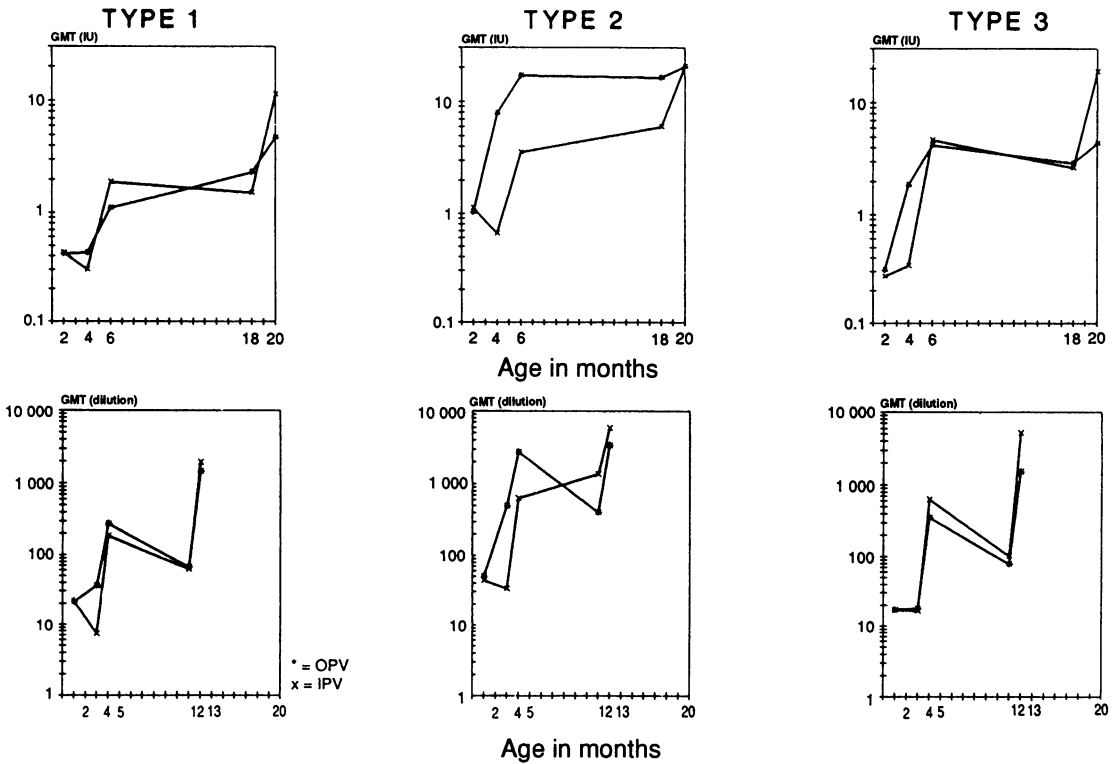 TYPE 1
TYPE 2
TYPE 3
GMT (IU)
10
1
0.1
2 4 6 18 20
GMT (IU)
10
1
0.1
2 4 6 18 20
GMT (IU)
10
1
0.1
2 4 6 18 20
Age in months
GMT (dilution)
10 000
1 000
100
10
1
2 4 5 12 13 20
* = OPV
x = IPV
GMT (dilution)
10 000
1 000
100
10
1
2 4 5 12 13 20
GMT (dilution)
10 000
1 000
100
10
1
2 4 5 12 13 20
Age in months